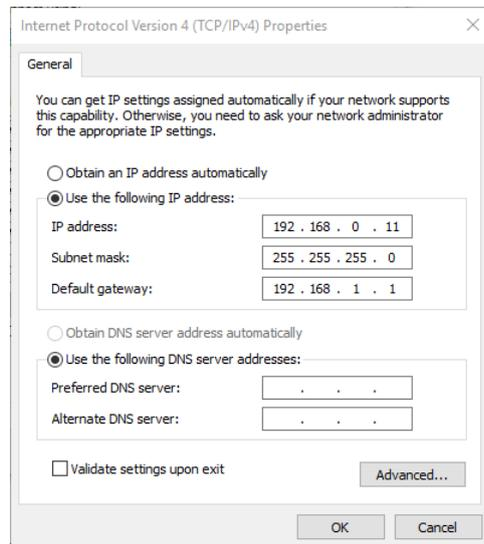 Internet Protocol Version 4 (TCP/IPv4) Properties
General
You can get IP settings assigned automatically if your network supports
this capability. Otherwise, you need to ask your network administrator
for the appropriate IP settings.
Obtain an IP address automatically
Use the following IP address:
IP address: 192 . 168 . 0 . 11
Subnet mask: 255 . 255 . 255 . 0
Default gateway: 192 . 168 . 1 . 1
Obtain DNS server address automatically
Use the following DNS server addresses:
Preferred DNS server: . . .
Alternate DNS server: . . .
Validate settings upon exit
Advanced...
OK Cancel